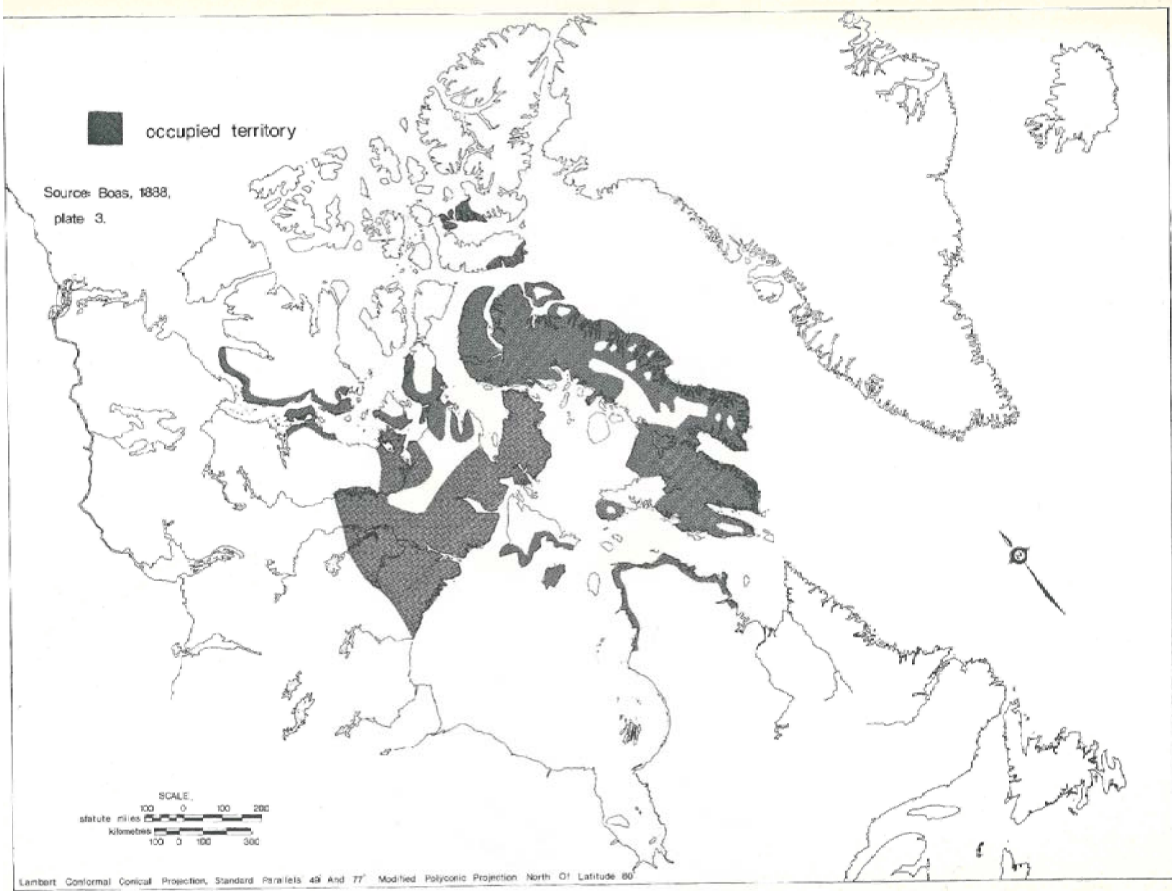 occupied territory
Source: Boas, 1888,
plate 3.
SCALE
100 0 100 200
statute miles
kilometres
100 0 100 300
Lambert Conformal Conical Projection, Standard Parallels 49° And 77° Modified Polyconic Projection North Of Latitude 80°